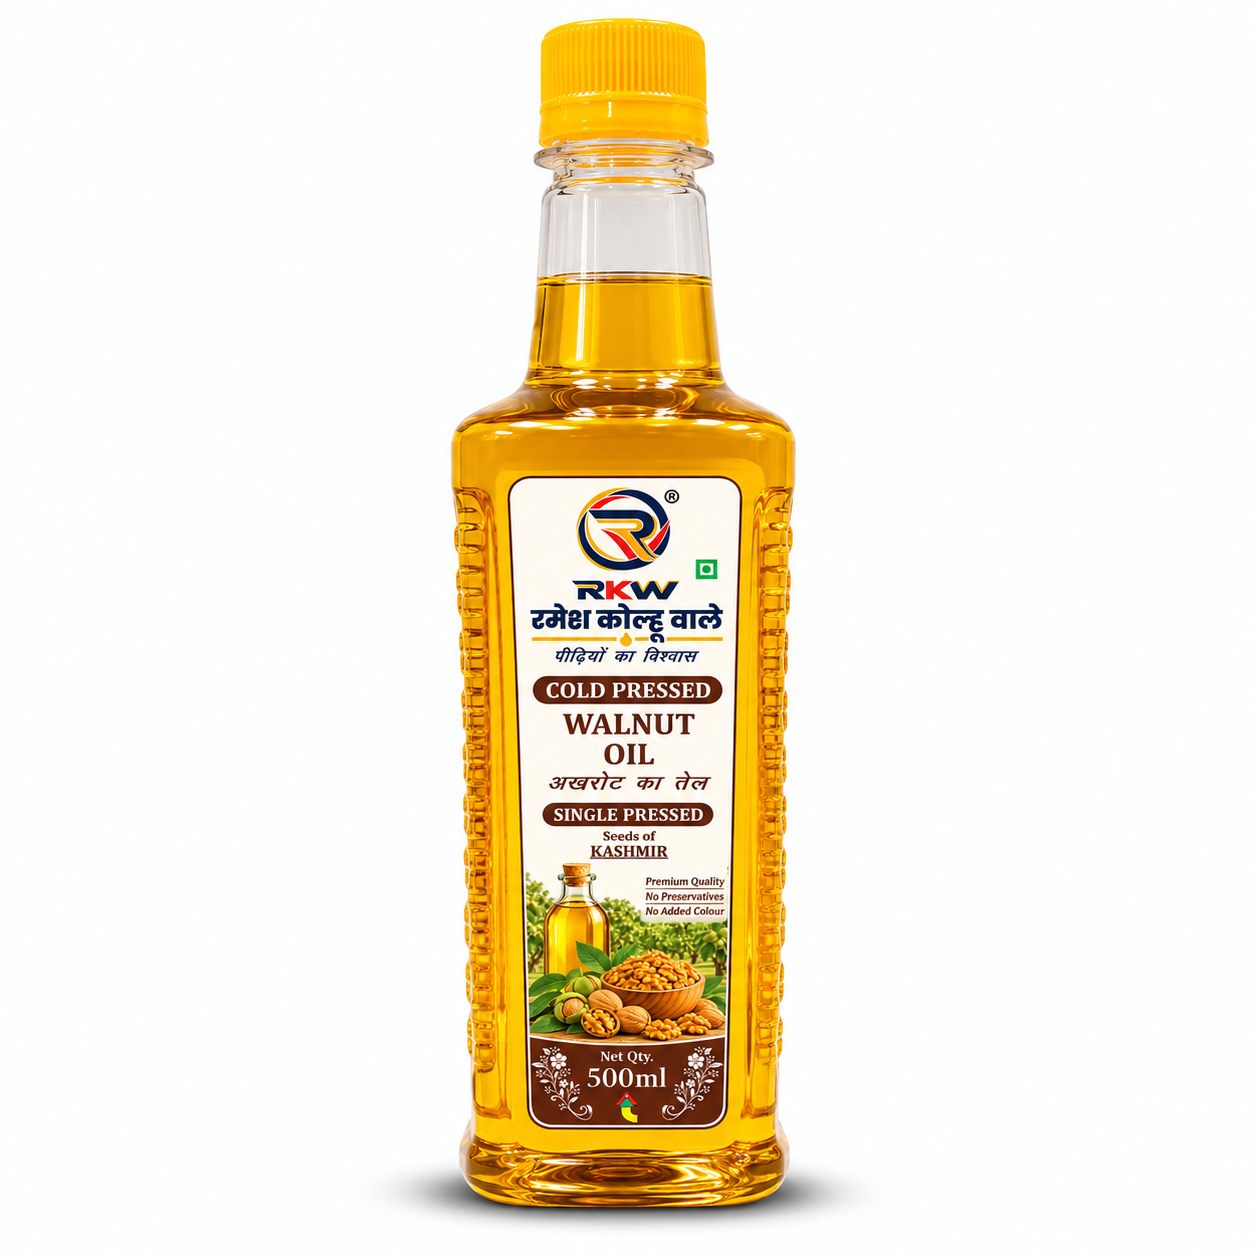 ®
RKW
रमेश कोल्हू वाले
पीढ़ियों का विश्वास
COLD PRESSED
WALNUT
OIL
अखरोट का तेल
SINGLE PRESSED
Seeds of
KASHMIR
Premium Quality
No Preservatives
No Added Colour
Net Qty.
500ml